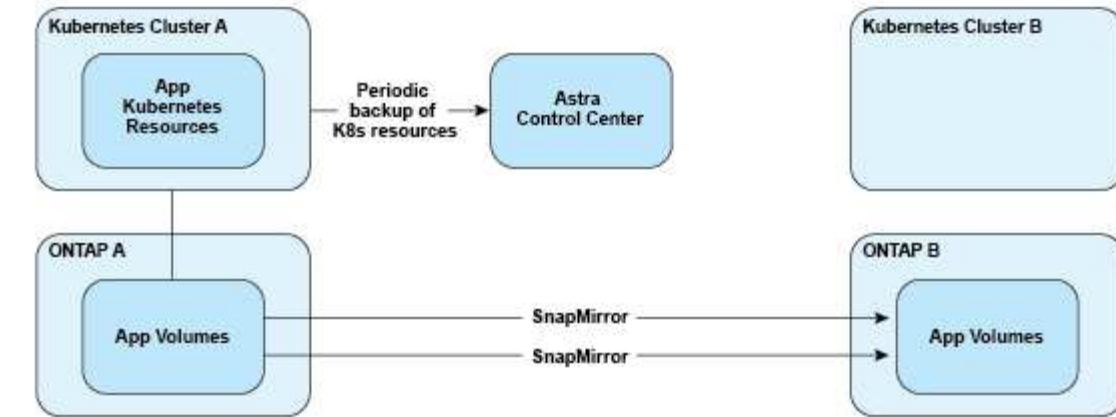 Kubernetes Cluster A
Kubernetes Cluster B
App
Kubernetes
Resources
Periodic
backup of
K8s resources
Astra
Control Center
ONTAP A
ONTAP B
App Volumes
SnapMirror
SnapMirror
App Volumes